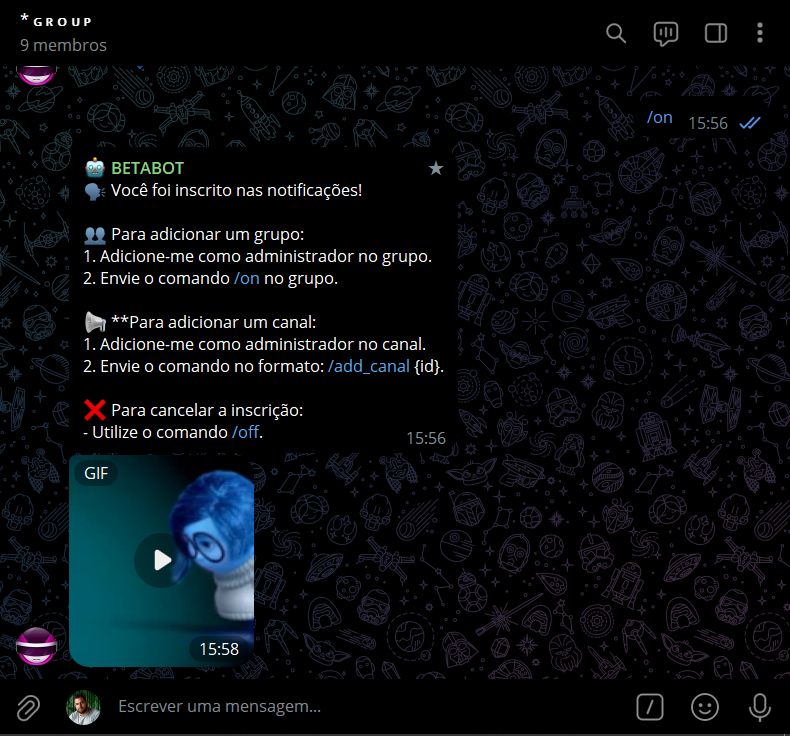 * GROUP
9 membros
/on 15:56
BETABOT
Você foi inscrito nas notificações!
Para adicionar um grupo:
1. Adicione-me como administrador no grupo.
2. Envie o comando /on no grupo.
**Para adicionar um canal:
1. Adicione-me como administrador no canal.
2. Envie o comando no formato: /add_canal {id}.
Para cancelar a inscrição:
- Utilize o comando /off.
15:56
GIF
15:58
Escrever uma mensagem...